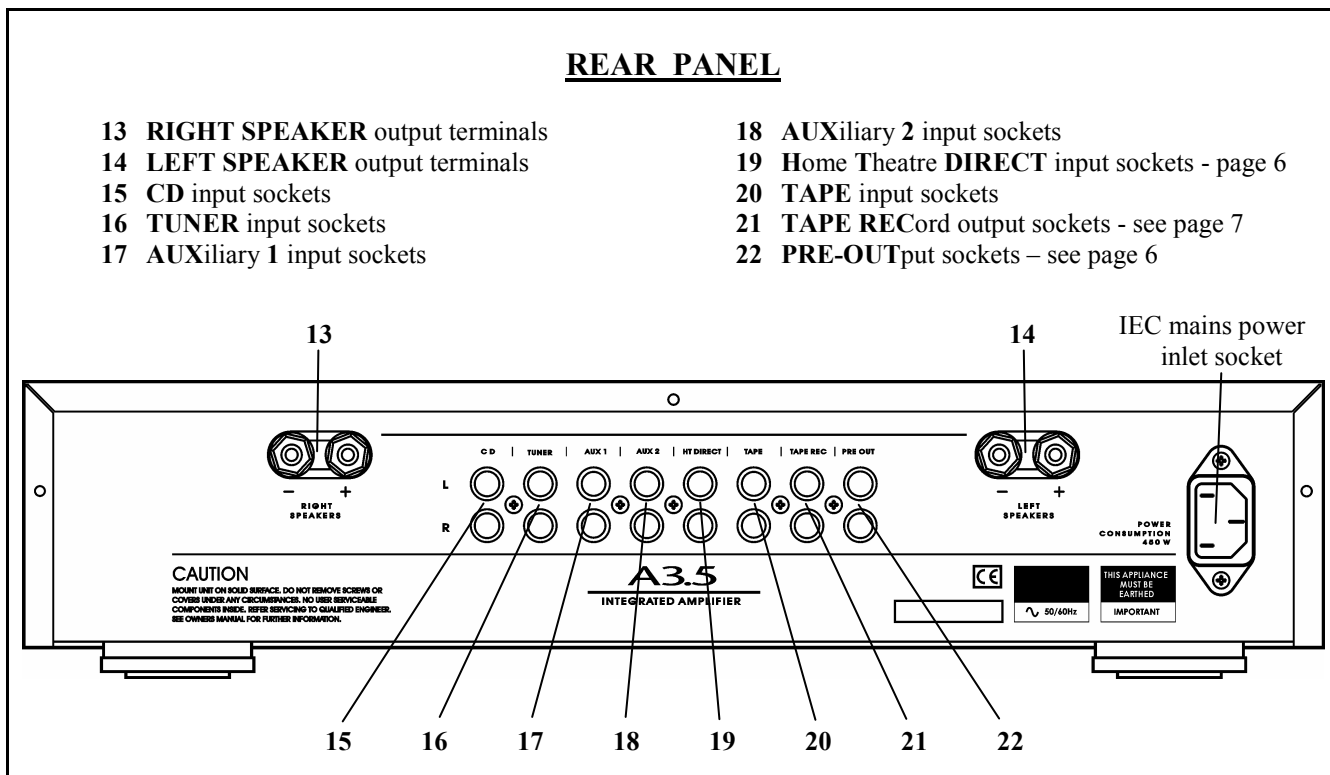 REAR PANEL
13 RIGHT SPEAKER output terminals
14 LEFT SPEAKER output terminals
15 CD input sockets
16 TUNER input sockets
17 AUXiliary 1 input sockets
18 AUXiliary 2 input sockets
19 Home Theatre DIRECT input sockets - page 6
20 TAPE input sockets
21 TAPE RECord output sockets - see page 7
22 PRE-OUTput sockets – see page 6
13
14
IEC mains power
inlet socket
CD | TUNER | AUX 1 | AUX 2 | HT DIRECT | TAPE | TAPE REC | PRE OUT
L
R
– +
RIGHT
SPEAKERS
– +
LEFT
SPEAKERS
POWER
CONSUMPTION
450 W
CAUTION
MOUNT UNIT ON SOLID SURFACE. DO NOT REMOVE SCREWS OR
COVERS UNDER ANY CIRCUMSTANCES. NO USER SERVICEABLE
COMPONENTS INSIDE. REFER SERVICING TO QUALIFIED ENGINEER.
SEE OWNERS MANUAL FOR FURTHER INFORMATION.
A3.5
INTEGRATED AMPLIFIER
CE
∿ 50/60Hz
THIS APPLIANCE
MUST BE
EARTHED
IMPORTANT
15 16 17 18 19 20 21 22